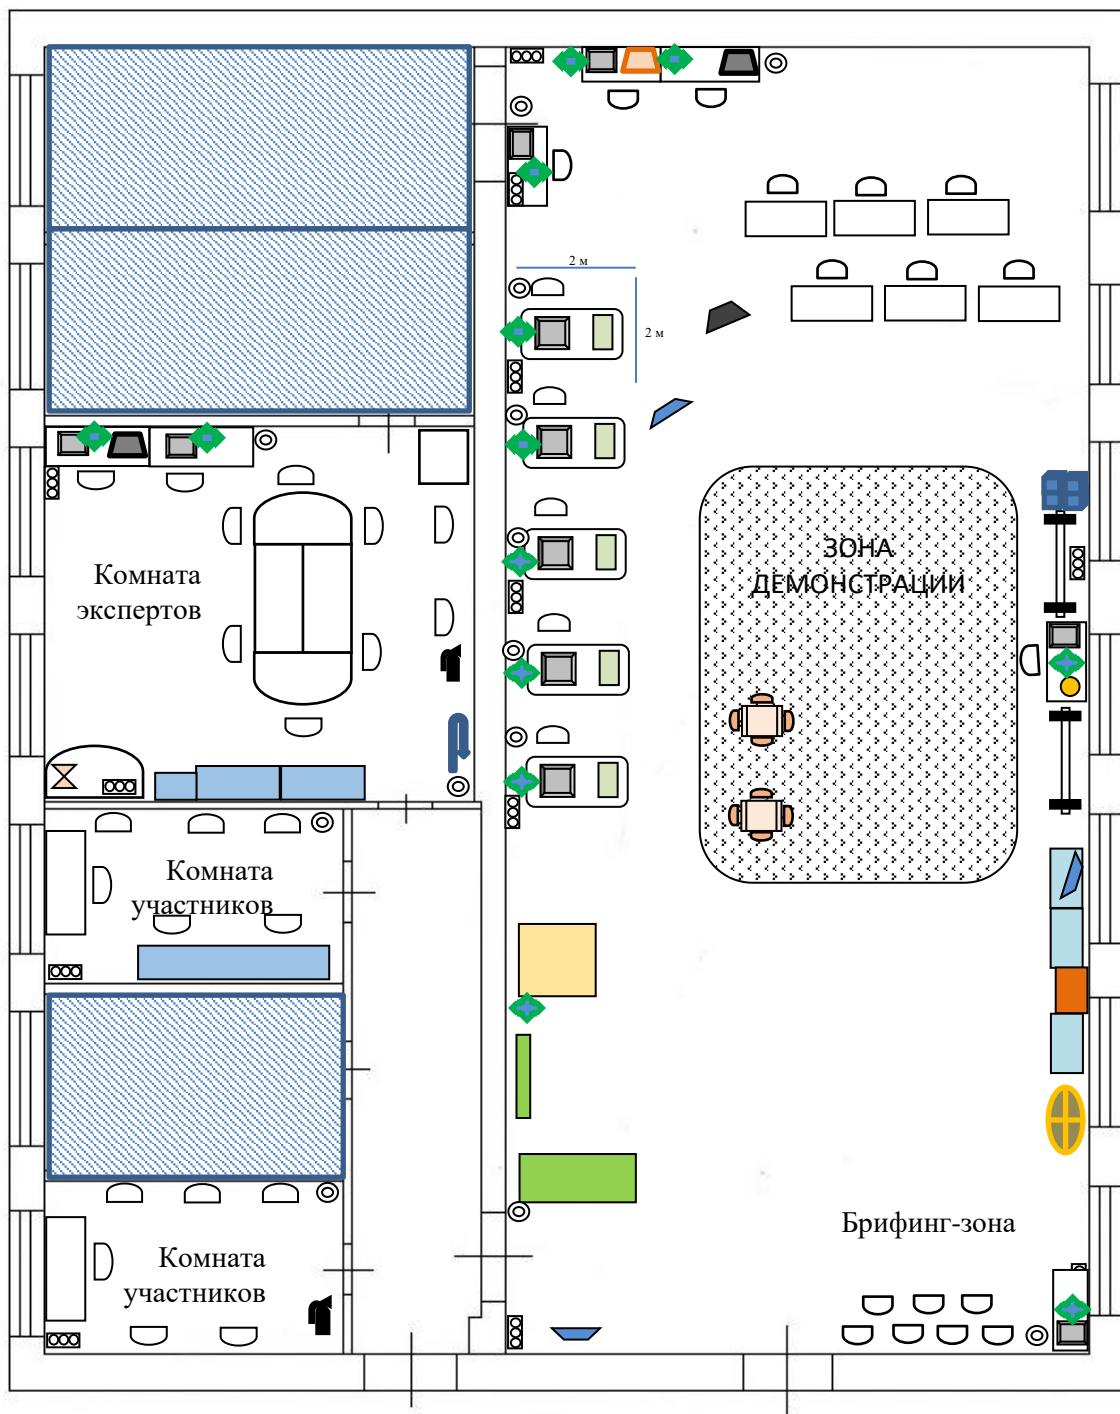 2 м
2 м
ЗОНА
ДЕМОНСТРАЦИИ
Комната
экспертов
Комната
участников
Брифинг-зона
Комната
участников